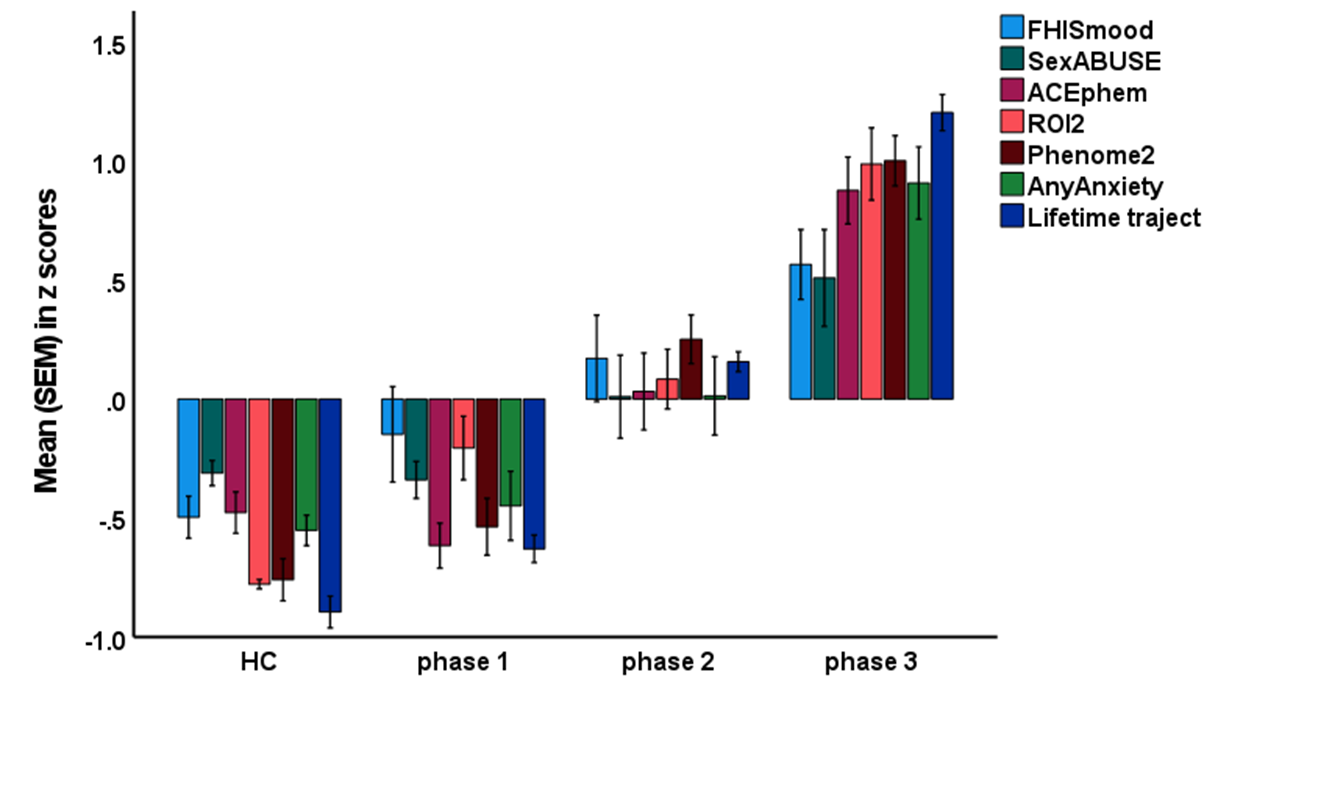 1.5
1.0
.5
.0
-.5
-1.0
Mean (SEM) in z scores
HC
phase 1
phase 2
phase 3
FHISmood
SexABUSE
ACEphem
ROI2
Phenome2
AnyAnxiety
Lifetime traject